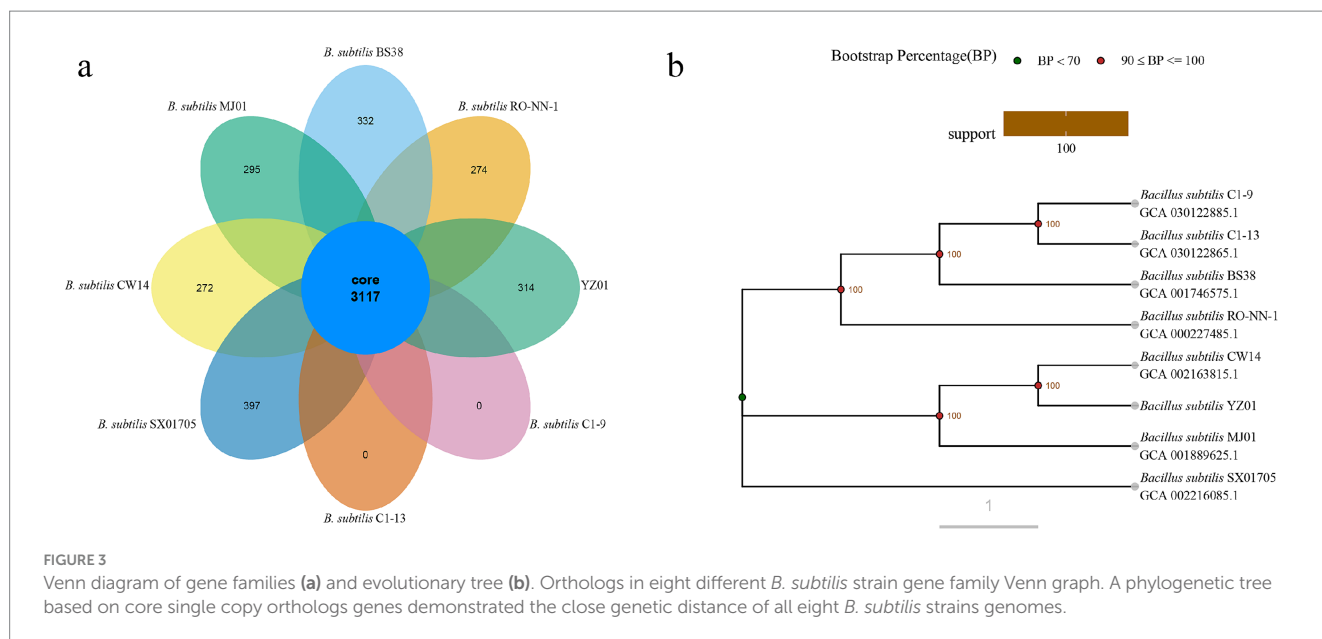 a
B. subtilis BS38
B. subtilis MJ01
B. subtilis RO-NN-1
332
295
274
B. subtilis CW14
272
core
3117
314
YZ01
397
0
B. subtilis SX01705
B. subtilis C1-9
0
B. subtilis C1-13
b
Bootstrap Percentage(BP) BP < 70 90 ≤ BP <= 100
support
100
Bacillus subtilis C1-9
GCA 030122885.1
100
Bacillus subtilis C1-13
GCA 030122865.1
100
Bacillus subtilis BS38
GCA 001746575.1
100
Bacillus subtilis RO-NN-1
GCA 000227485.1
Bacillus subtilis CW14
GCA 002163815.1
100
Bacillus subtilis YZ01
100
Bacillus subtilis MJ01
GCA 001889625.1
Bacillus subtilis SX01705
GCA 002216085.1
1
FIGURE 3
Venn diagram of gene families (a) and evolutionary tree (b). Orthologs in eight different B. subtilis strain gene family Venn graph. A phylogenetic tree
based on core single copy orthologs genes demonstrated the close genetic distance of all eight B. subtilis strains genomes.